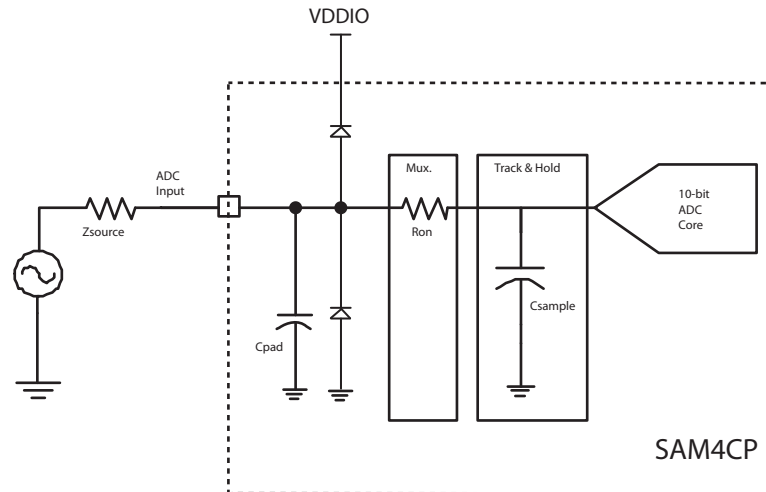 VDDIO
ADC
Input
Mux.
Track & Hold
10-bit
ADC
Core
Zsource
Ron
Csample
Cpad
SAM4CP